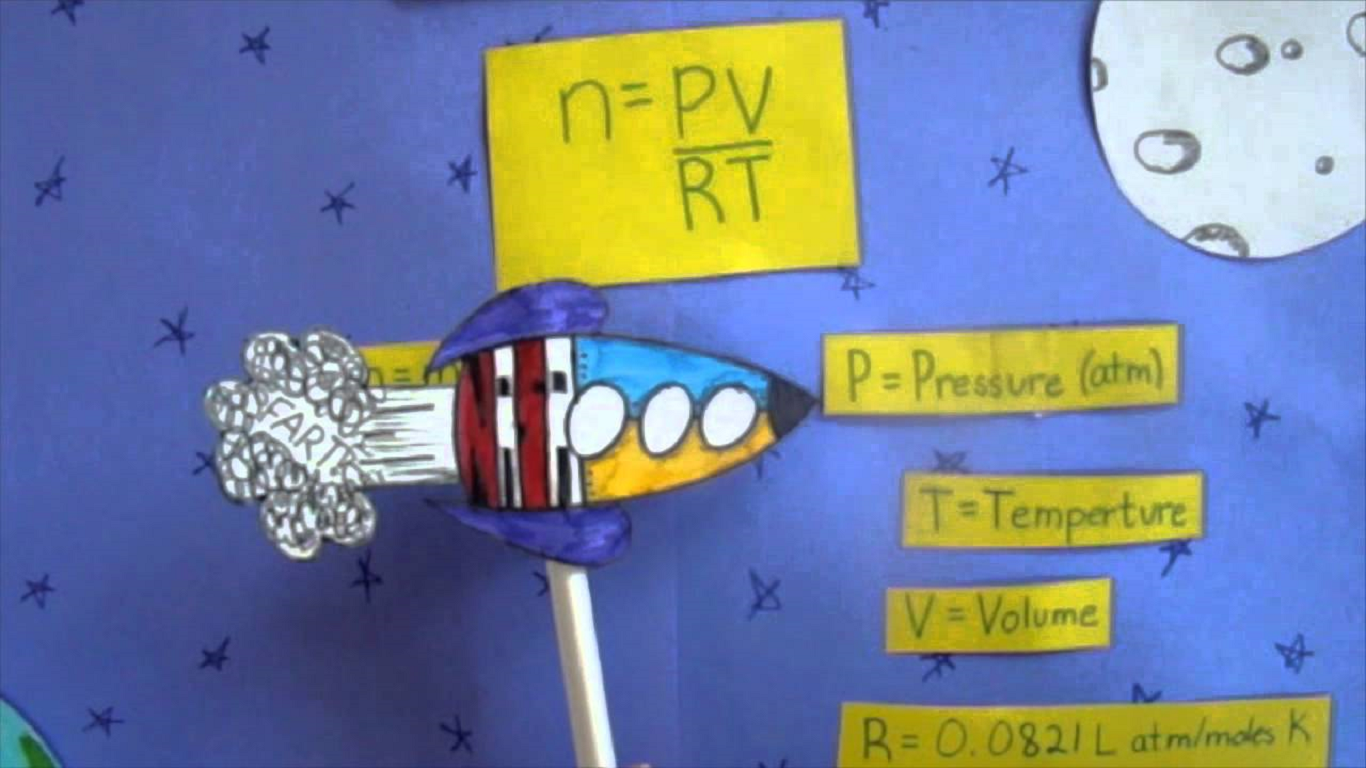 n = PV
RT
n = m
P = Pressure (atm)
FART
T = Temperture
V = Volume
R = 0.0821 L atm/moles K